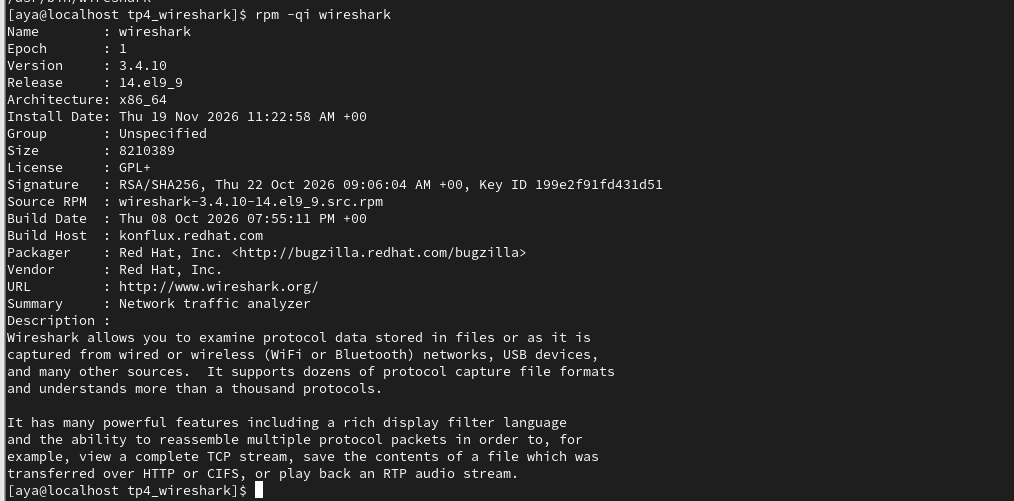 /usr/bin/wireshark
[aya@localhost tp4_wireshark]$ rpm -qi wireshark
Name        : wireshark
Epoch       : 1
Version     : 3.4.10
Release     : 14.el9_9
Architecture: x86_64
Install Date: Thu 19 Nov 2026 11:22:58 AM +00
Group       : Unspecified
Size        : 8210389
License     : GPL+
Signature   : RSA/SHA256, Thu 22 Oct 2026 09:06:04 AM +00, Key ID 199e2f91fd431d51
Source RPM  : wireshark-3.4.10-14.el9_9.src.rpm
Build Date  : Thu 08 Oct 2026 07:55:11 PM +00
Build Host  : konflux.redhat.com
Packager    : Red Hat, Inc. <http://bugzilla.redhat.com/bugzilla>
Vendor      : Red Hat, Inc.
URL         : http://www.wireshark.org/
Summary     : Network traffic analyzer
Description :
Wireshark allows you to examine protocol data stored in files or as it is
captured from wired or wireless (WiFi or Bluetooth) networks, USB devices,
and many other sources.  It supports dozens of protocol capture file formats
and understands more than a thousand protocols.

It has many powerful features including a rich display filter language
and the ability to reassemble multiple protocol packets in order to, for
example, view a complete TCP stream, save the contents of a file which was
transferred over HTTP or CIFS, or play back an RTP audio stream.
[aya@localhost tp4_wireshark]$